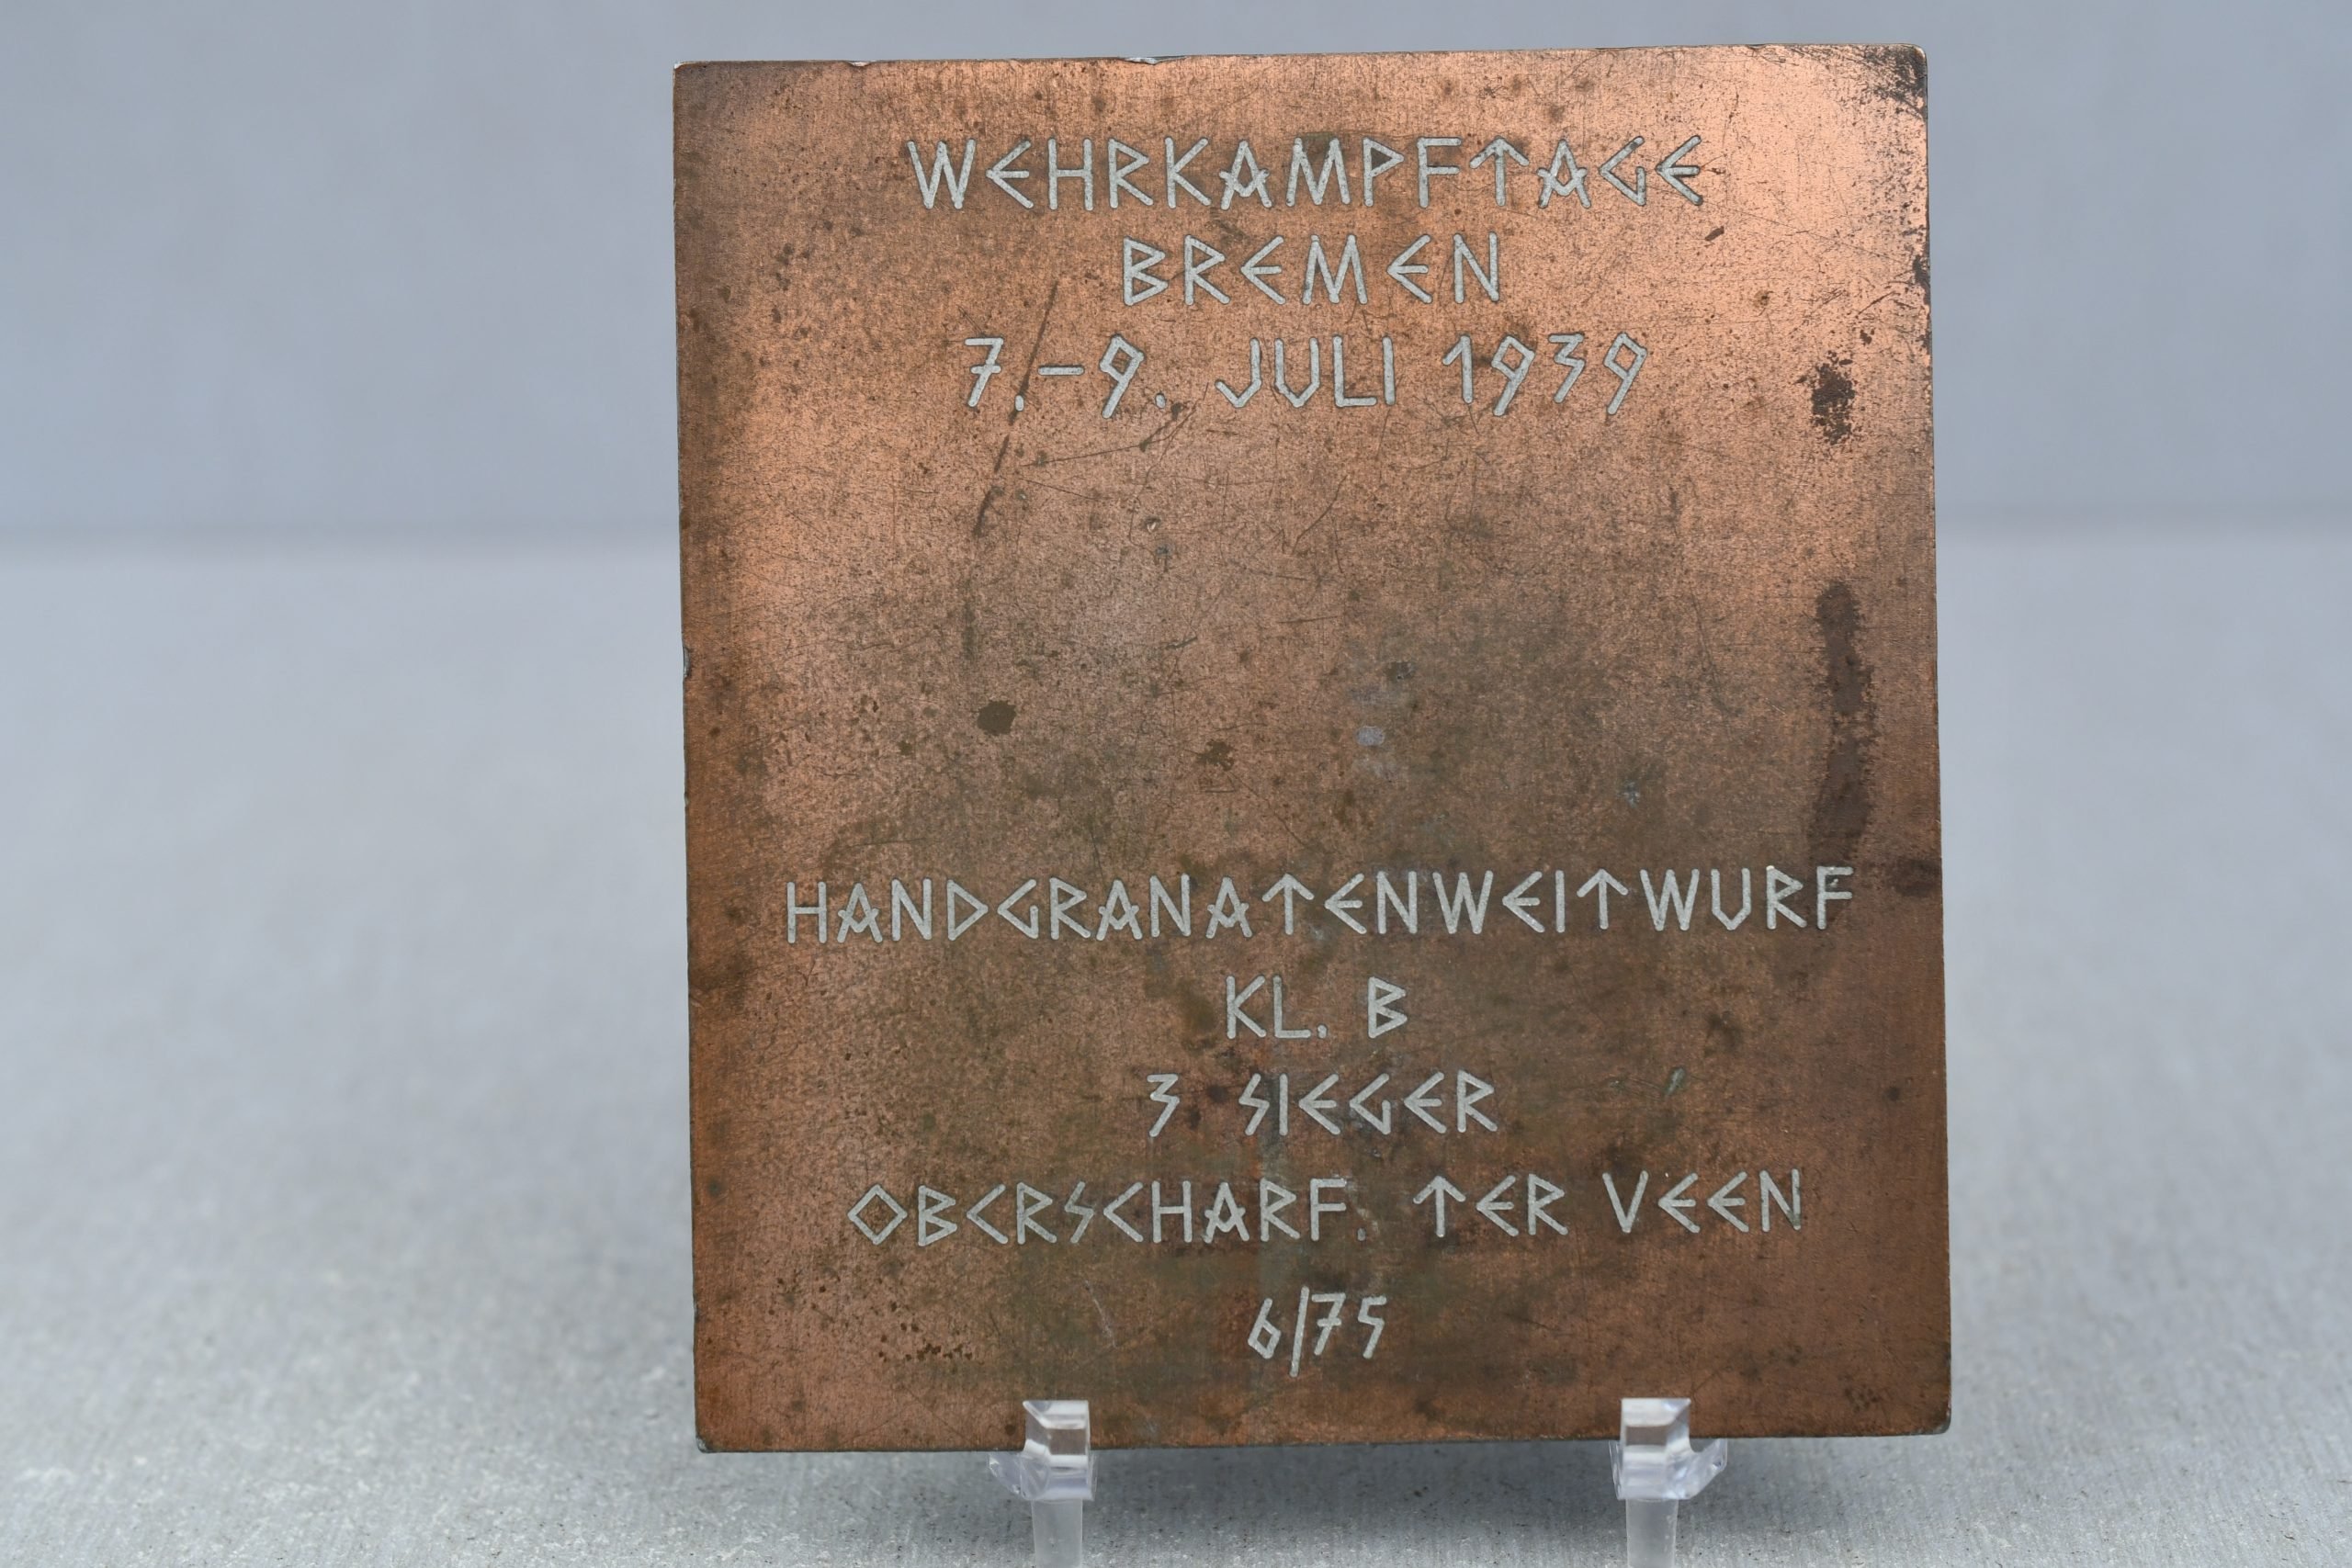 WEHRKAMPFTAGE
BREMEN
7.-9. JULI 1939
HANDGRANATENWEITWURF
KL. B
3 SIEGER
OBERSCHARF. TER VEEN
6/75